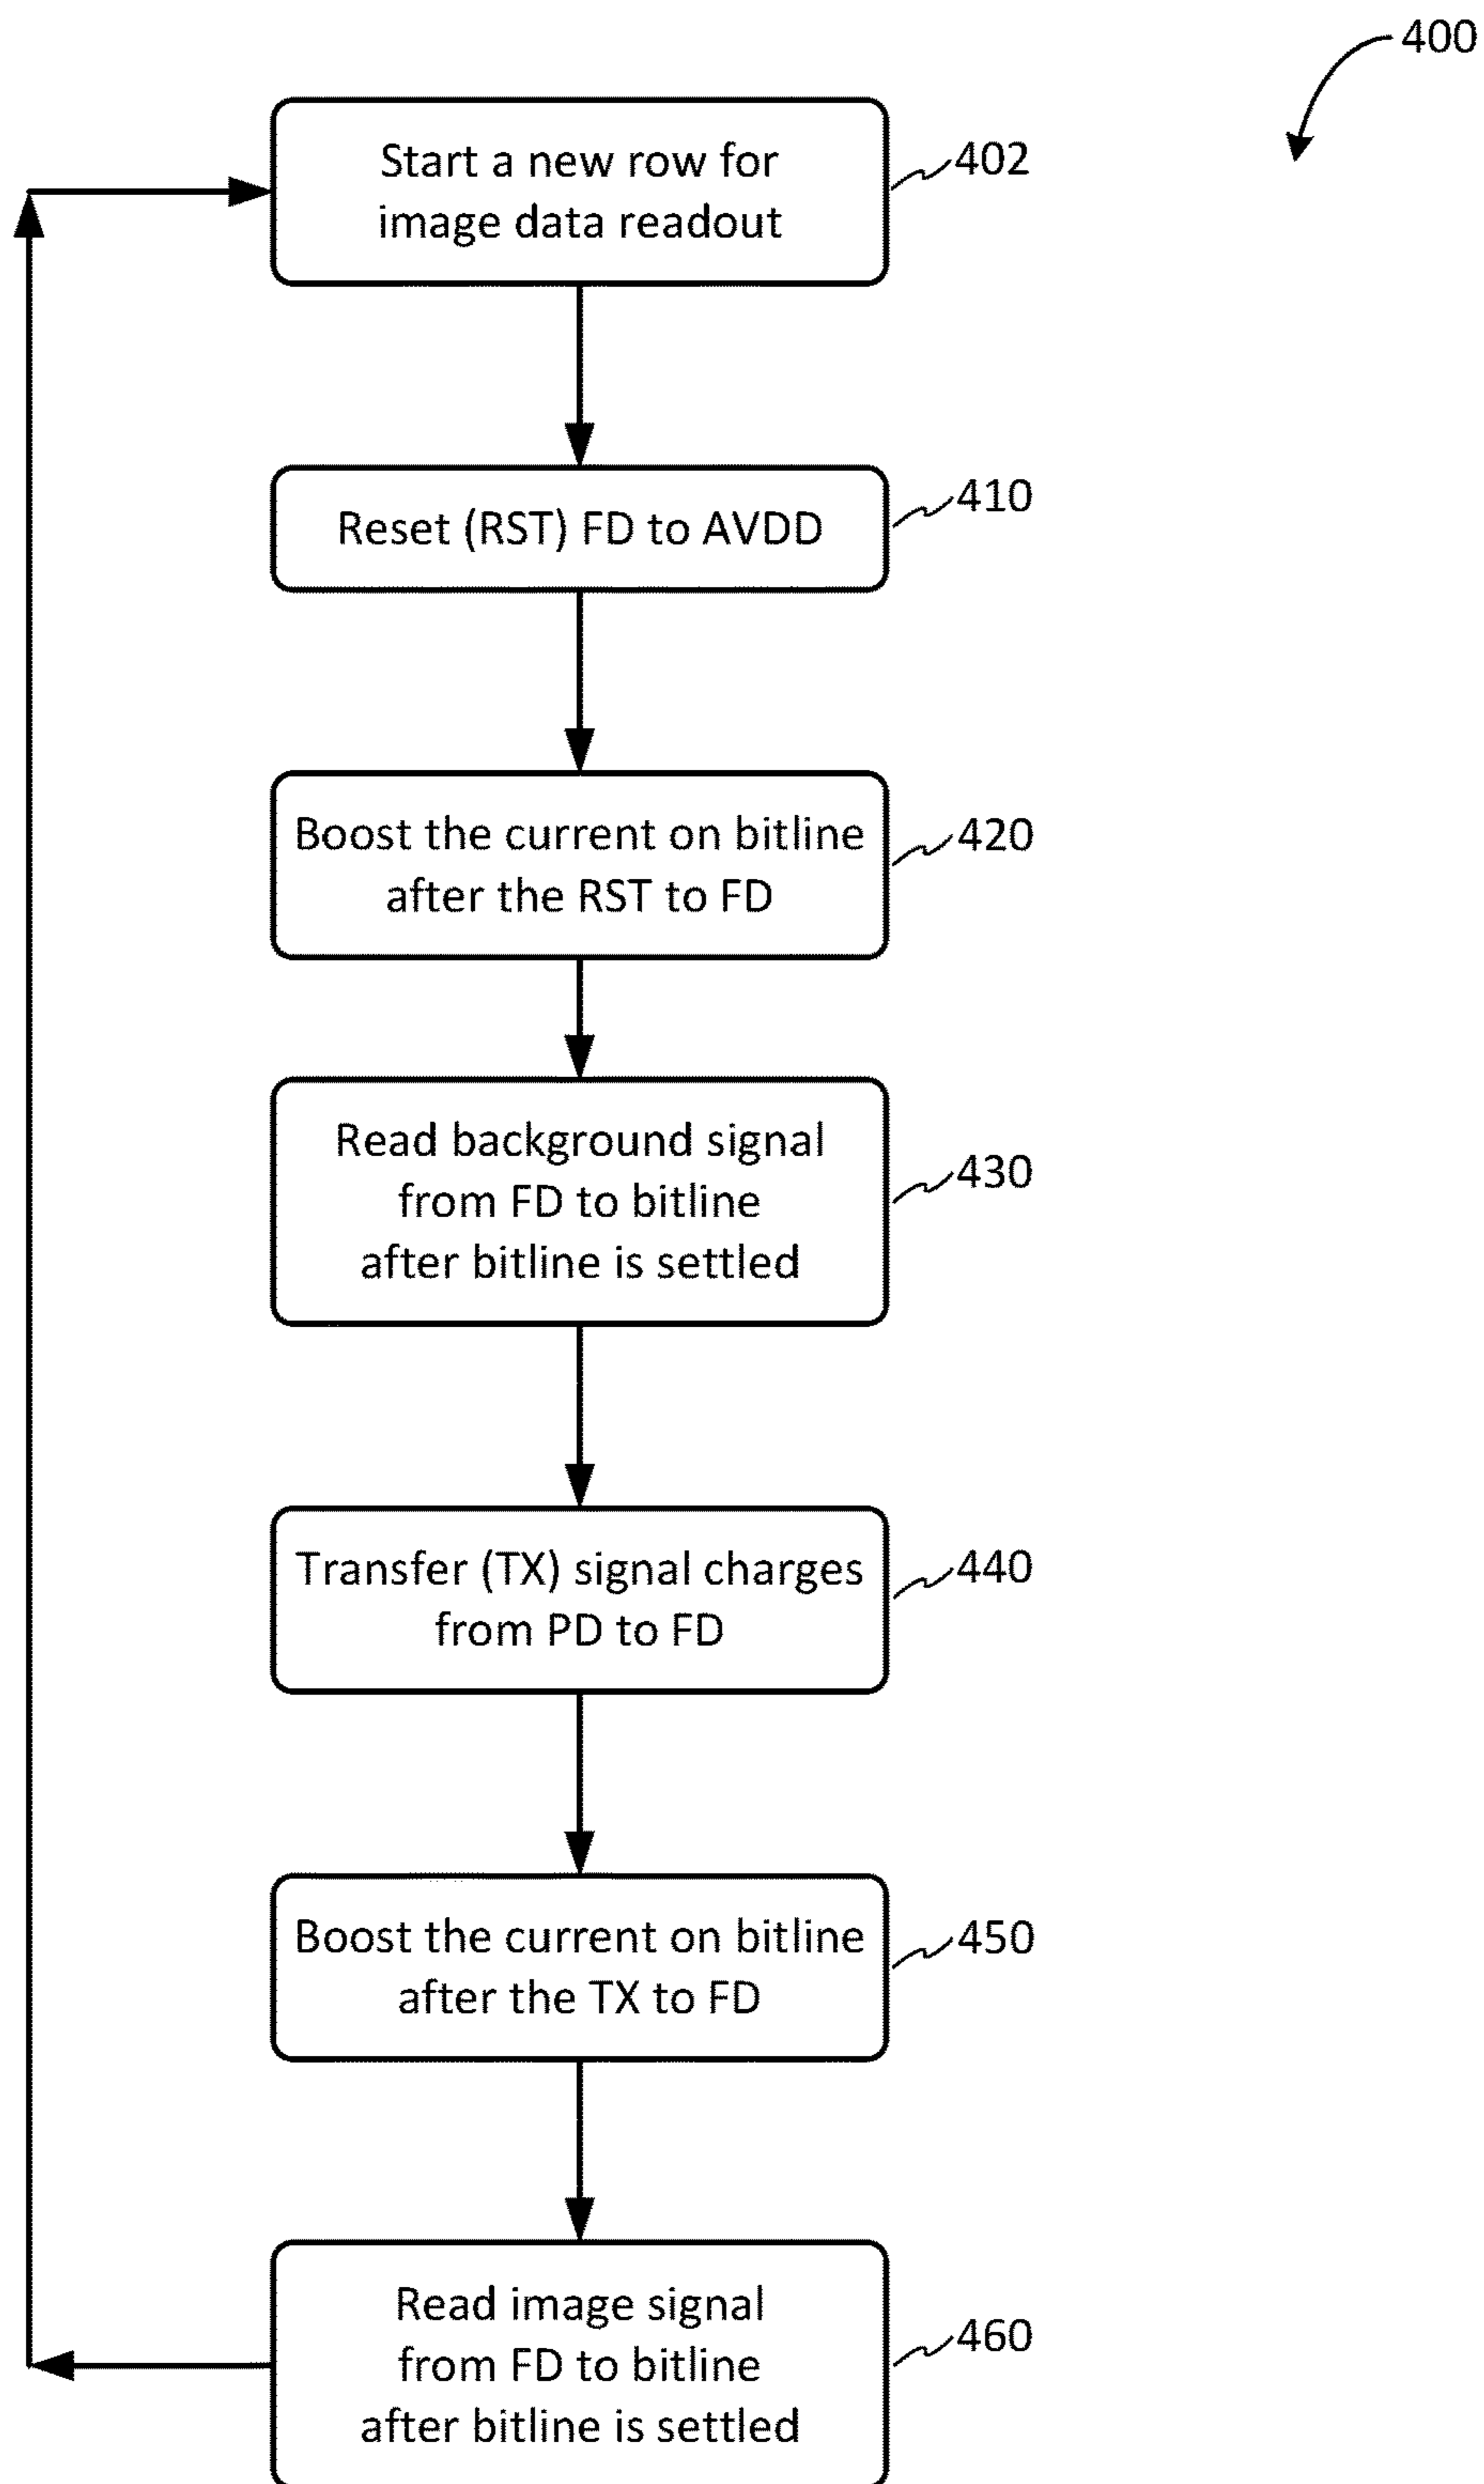 400
Start a new row for
image data readout
402
Reset (RST) FD to AVDD
410
Boost the current on bitline
after the RST to FD
420
Read background signal
from FD to bitline
after bitline is settled
430
Transfer (TX) signal charges
from PD to FD
440
Boost the current on bitline
after the TX to FD
450
Read image signal
from FD to bitline
after bitline is settled
460